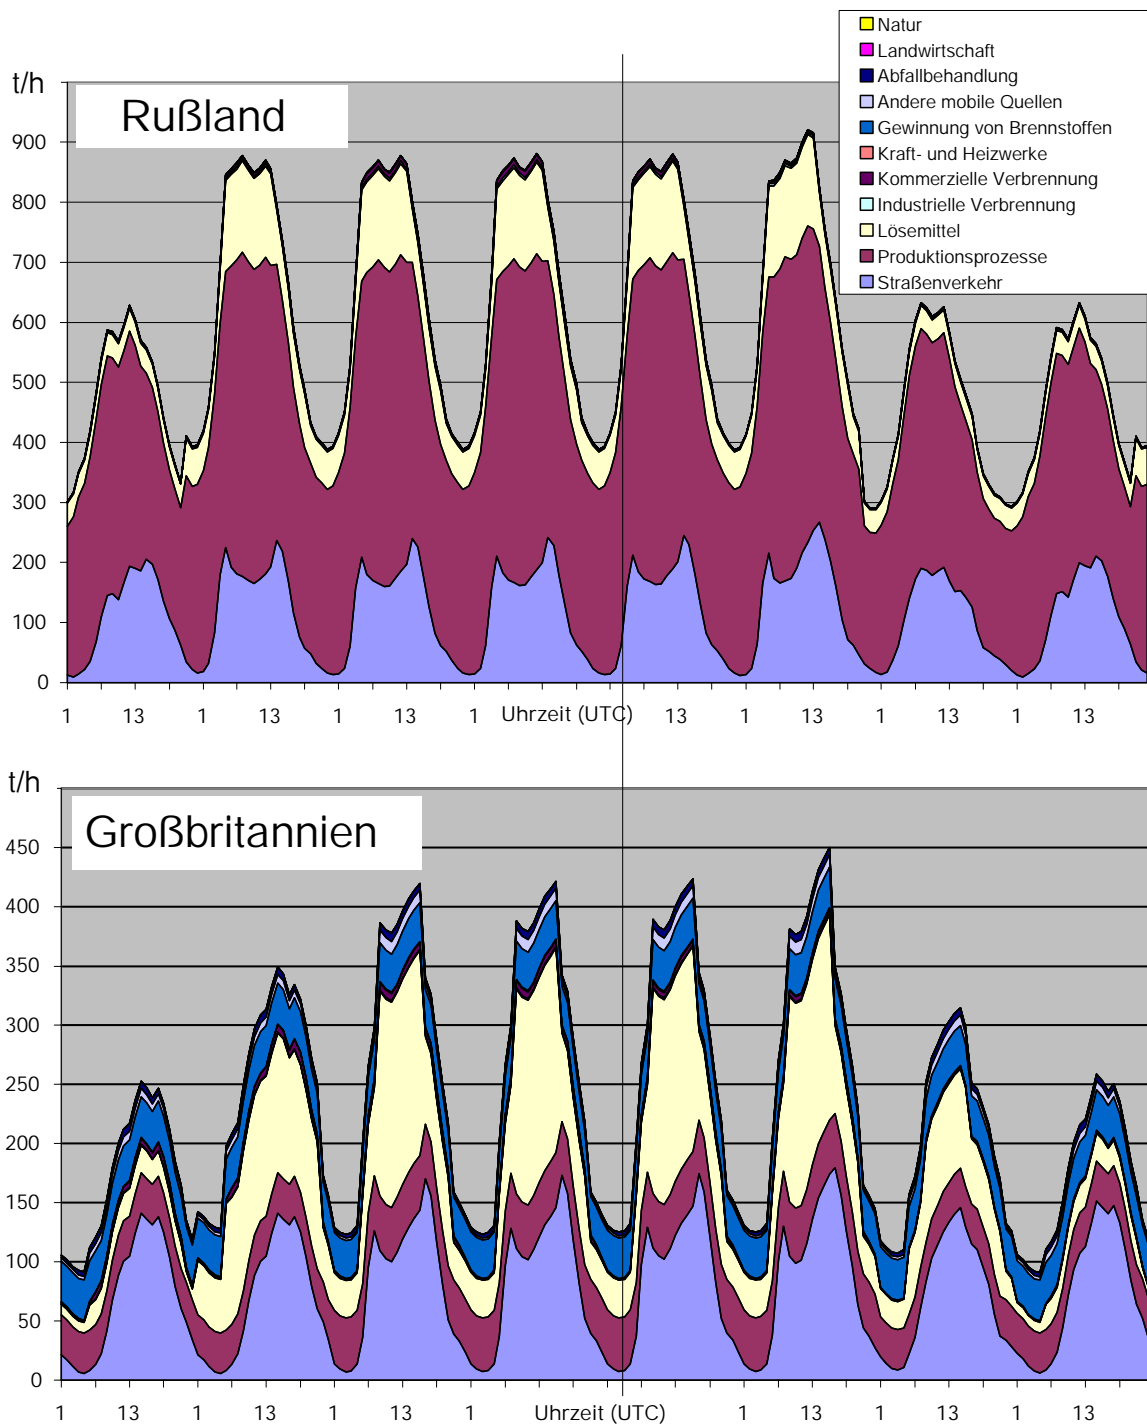 Natur
Landwirtschaft
Abfallbehandlung
Andere mobile Quellen
Gewinnung von Brennstoffen
Kraft- und Heizwerke
Kommerzielle Verbrennung
Industrielle Verbrennung
Lösemittel
Produktionsprozesse
Straßenverkehr
t/h
Rußland
900
800
700
600
500
400
300
200
100
0
1 13 1 13 1 13 1 Uhrzeit (UTC) 13 1 13 1 13 1 13
t/h
Großbritannien
450
400
350
300
250
200
150
100
50
0
1 13 1 13 1 13 1 Uhrzeit (UTC) 1 13 1 13 1 13